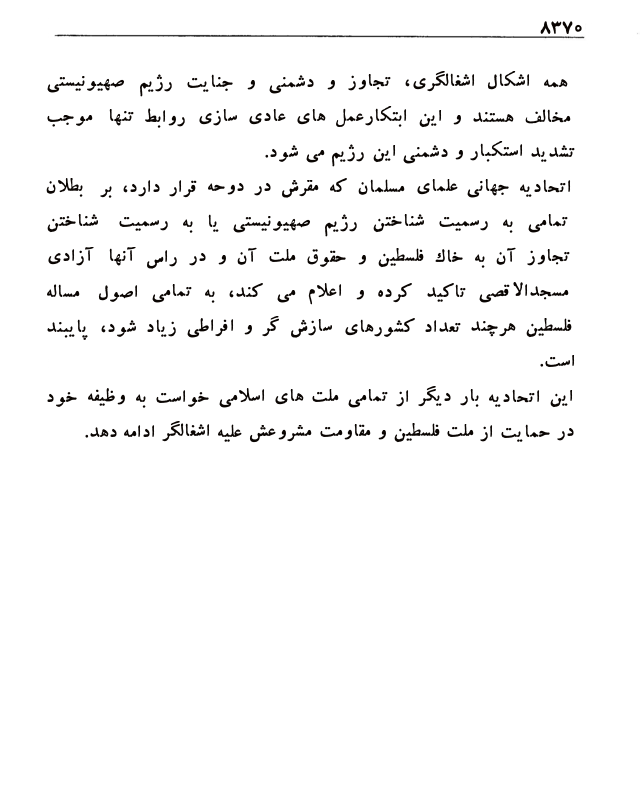 ۸۳۷۰
همه اشکال اشغالگری، تجاوز و دشمنی و جنایت رژیم صهیونیستی
مخالف هستند و این ابتکارعمل های عادی سازی روابط تنها موجب
تشدید استکبار و دشمنی این رژیم می شود.
اتحادیه جهانی علمای مسلمان که مقرش در دوحه قرار دارد، بر بطلان
تمامی به رسمیت شناختن رژیم صهیونیستی یا به رسمیت شناختن
تجاوز آن به خاك فلسطین و حقوق ملت آن و در راس آنها آزادی
مسجدالاقصی تاکید کرده و اعلام می کند، به تمامی اصول مساله
فلسطین هرچند تعداد کشورهای سازش گر و افراطی زیاد شود، پایبند
است.
این اتحادیه بار دیگر از تمامی ملت های اسلامی خواست به وظیفه خود
در حمایت از ملت فلسطین و مقاومت مشروعش علیه اشغالگر ادامه دهد.